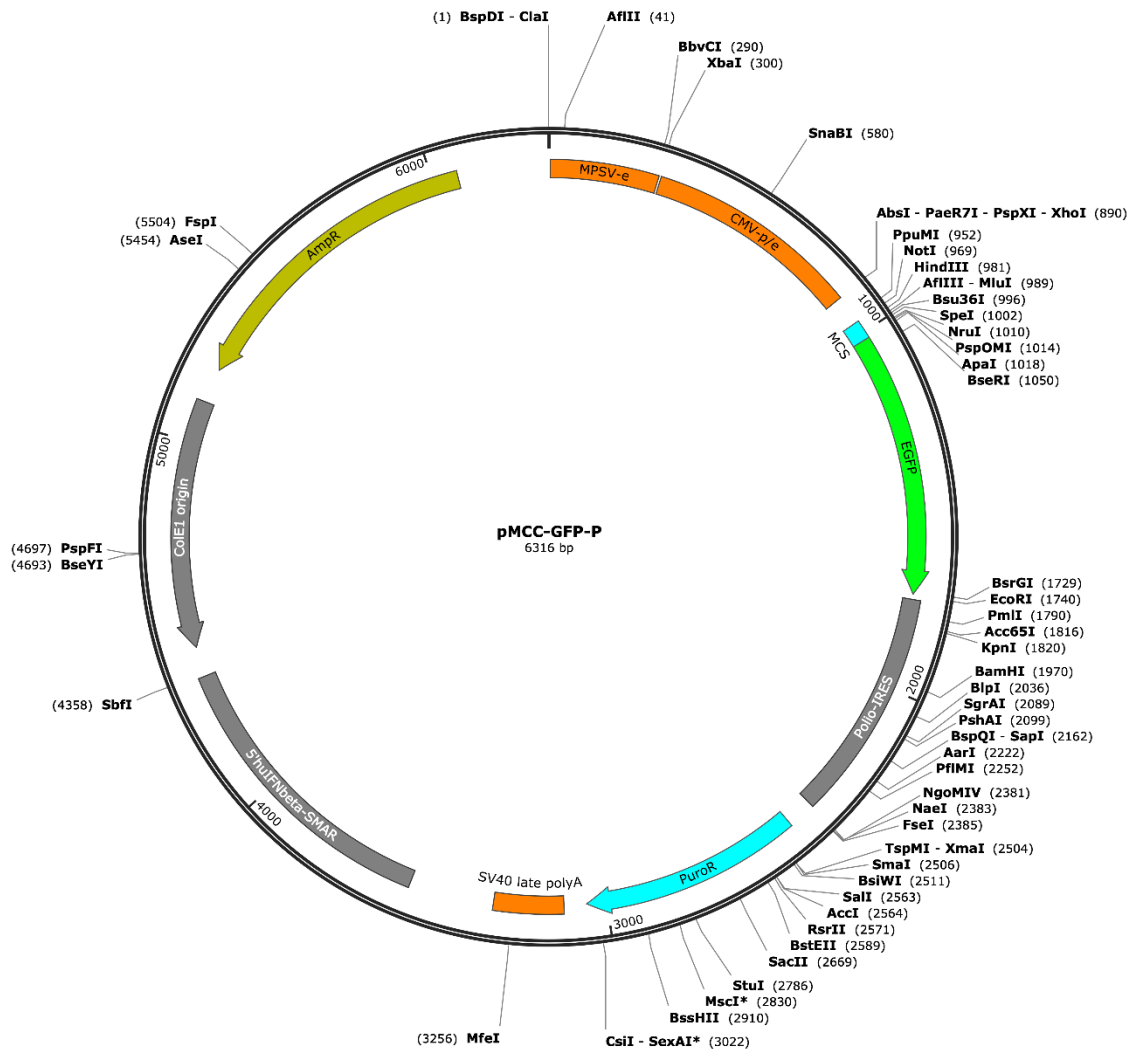 (1) BspDI - ClaI
AflII (41)
BbvCI (290)
XbaI (300)
SnaBI (580)
AbsI - PaeR7I - PspXI - XhoI (890)
PpuMI (952)
NotI (969)
HindIII (981)
AflIII - MluI (989)
Bsu36I (996)
SpeI (1002)
NruI (1010)
PspOMI (1014)
ApaI (1018)
BseRI (1050)
BsrGI (1729)
EcoRI (1740)
PmlI (1790)
Acc65I (1816)
KpnI (1820)
BamHI (1970)
BlpI (2036)
SgrAI (2089)
PshAI (2099)
BspQI - SapI (2162)
AarI (2222)
PflMI (2252)
NgoMIV (2381)
NaeI (2383)
FseI (2385)
TspMI - XmaI (2504)
SmaI (2506)
BsiWI (2511)
SalI (2563)
AccI (2564)
RsrII (2571)
BstEII (2589)
SacII (2669)
StuI (2786)
MscI* (2830)
BssHII (2910)
CsiI - SexAI* (3022)
(3256) MfeI
(4358) SbfI
(4693) BseYI
(4697) PspFI
(5454) AseI
(5504) FspI
1000
2000
3000
4000
5000
6000
MPSV-e
CMV-p/e
MCS
EGFP
Polio-IRES
PuroR
SV40 late polyA
5'huIFNbeta-SMAR
ColE1 origin
AmpR
pMCC-GFP-P
6316 bp